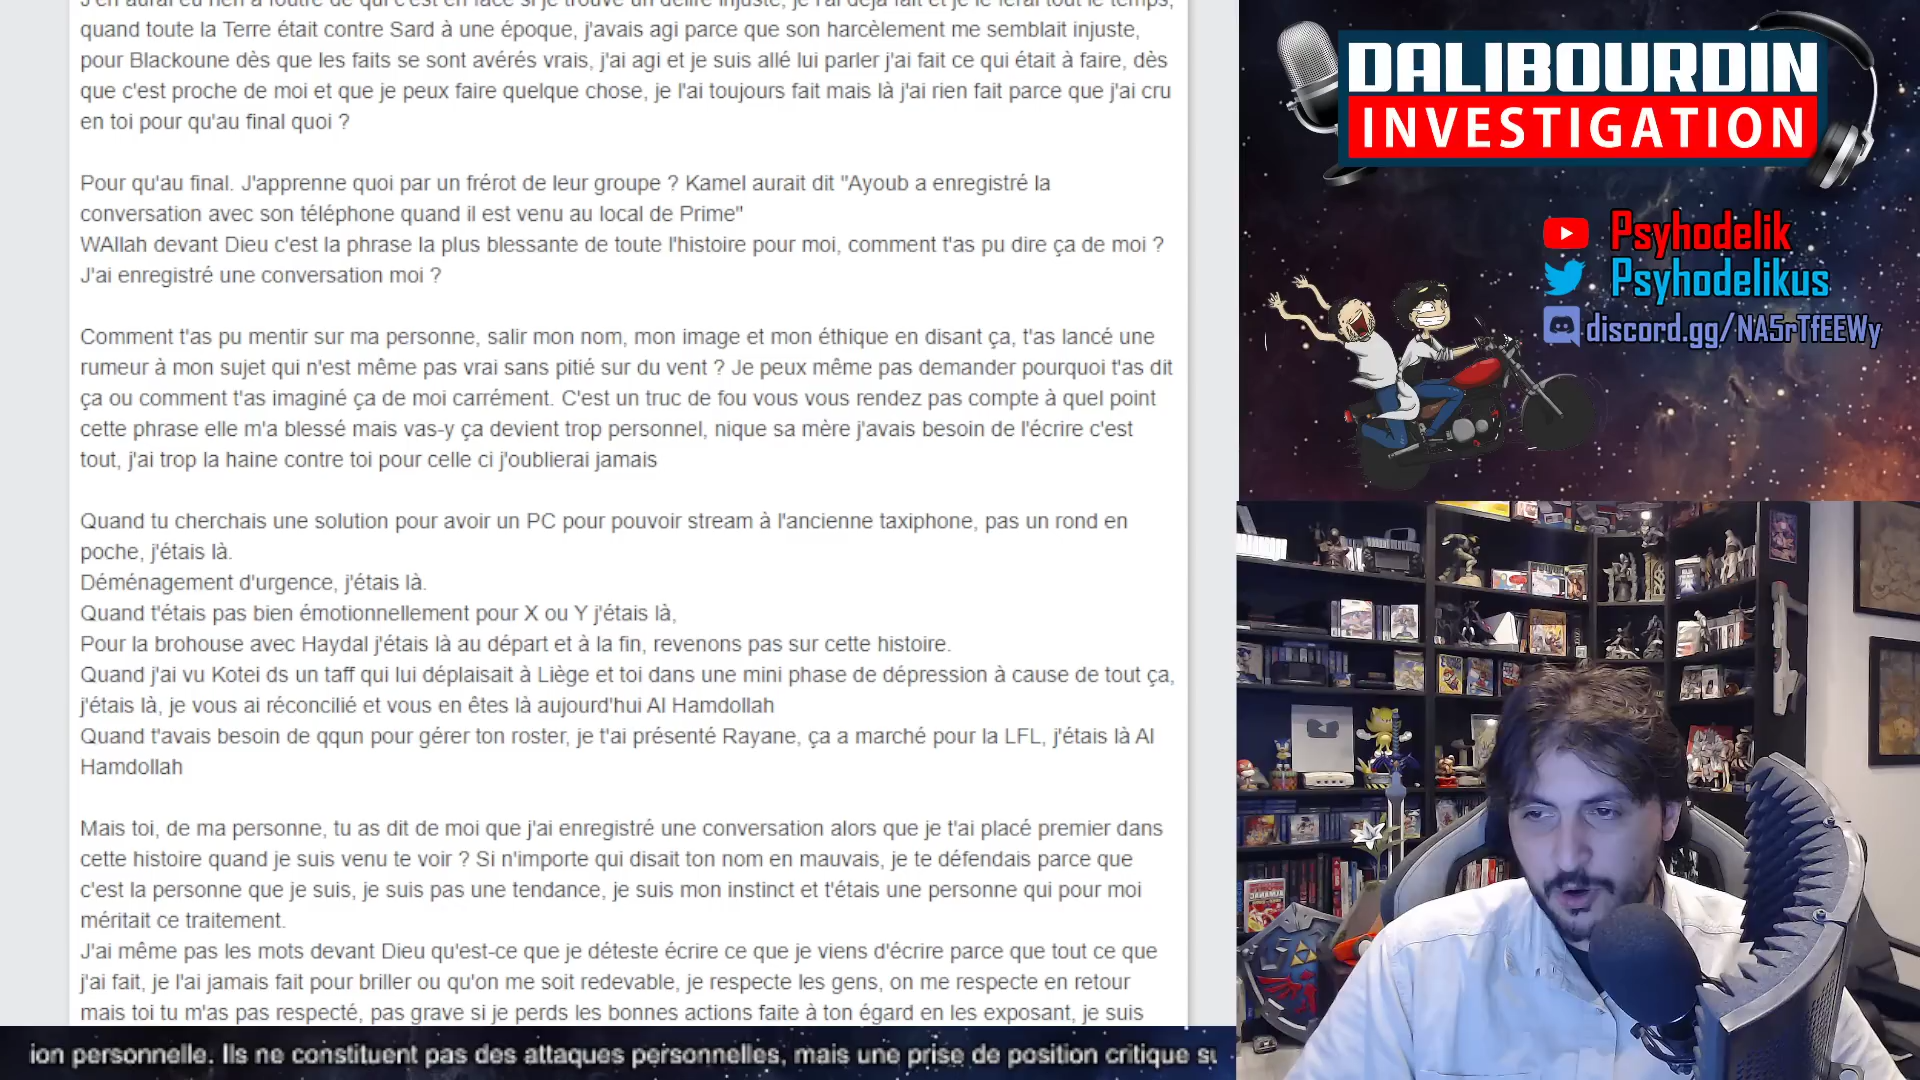 quand toute la Terre était contre Sard à une époque, j'avais agi parce que son harcèlement me semblait injuste,
pour Blackoune dès que les faits se sont avérés vrais, j'ai agi et je suis allé lui parler j'ai fait ce qui était à faire, dès
que c'est proche de moi et que je peux faire quelque chose, je l'ai toujours fait mais là j'ai rien fait parce que j'ai cru
en toi pour qu'au final quoi ?
Pour qu'au final. J'apprenne quoi par un frérot de leur groupe ? Kamel aurait dit "Ayoub a enregistré la
conversation avec son téléphone quand il est venu au local de Prime"
WAllah devant Dieu c'est la phrase la plus blessante de toute l'histoire pour moi, comment t'as pu dire ça de moi ?
J'ai enregistré une conversation moi ?
Comment t'as pu mentir sur ma personne, salir mon nom, mon image et mon éthique en disant ça, t'as lancé une
rumeur à mon sujet qui n'est même pas vrai sans pitié sur du vent ? Je peux même pas demander pourquoi t'as dit
ça ou comment t'as imaginé ça de moi carrément. C'est un truc de fou vous vous rendez pas compte à quel point
cette phrase elle m'a blessé mais vas-y ça devient trop personnel, nique sa mère j'avais besoin de l'écrire c'est
tout, j'ai trop la haine contre toi pour celle ci j'oublierai jamais
Quand tu cherchais une solution pour avoir un PC pour pouvoir stream à l'ancienne taxiphone, pas un rond en
poche, j'étais là.
Déménagement d'urgence, j'étais là.
Quand t'étais pas bien émotionnellement pour X ou Y j'étais là,
Pour la brohouse avec Haydal j'étais là au départ et à la fin, revenons pas sur cette histoire.
Quand j'ai vu Kotei ds un taff qui lui déplaisait à Liège et toi dans une mini phase de dépression à cause de tout ça,
j'étais là, je vous ai réconcilié et vous en êtes là aujourd'hui Al Hamdollah
Quand t'avais besoin de qqun pour gérer ton roster, je t'ai présenté Rayane, ça a marché pour la LFL, j'étais là Al
Hamdollah
Mais toi, de ma personne, tu as dit de moi que j'ai enregistré une conversation alors que je t'ai placé premier dans
cette histoire quand je suis venu te voir ? Si n'importe qui disait ton nom en mauvais, je te défendais parce que
c'est la personne que je suis, je suis pas une tendance, je suis mon instinct et t'étais une personne qui pour moi
méritait ce traitement.
J'ai même pas les mots devant Dieu qu'est-ce que je déteste écrire ce que je viens d'écrire parce que tout ce que
j'ai fait, je l'ai jamais fait pour briller ou qu'on me soit redevable, je respecte les gens, on me respecte en retour
mais toi tu m'as pas respecté, pas grave si je perds les bonnes actions faite à ton égard en les exposant, je suis
ion personnelle. Ils ne constituent pas des attaques personnelles, mais une prise de position critique su
DALIBOURDIN
INVESTIGATION
Psyhodelik
Psyhodelikus
discord.gg/NA5rTfEEWy